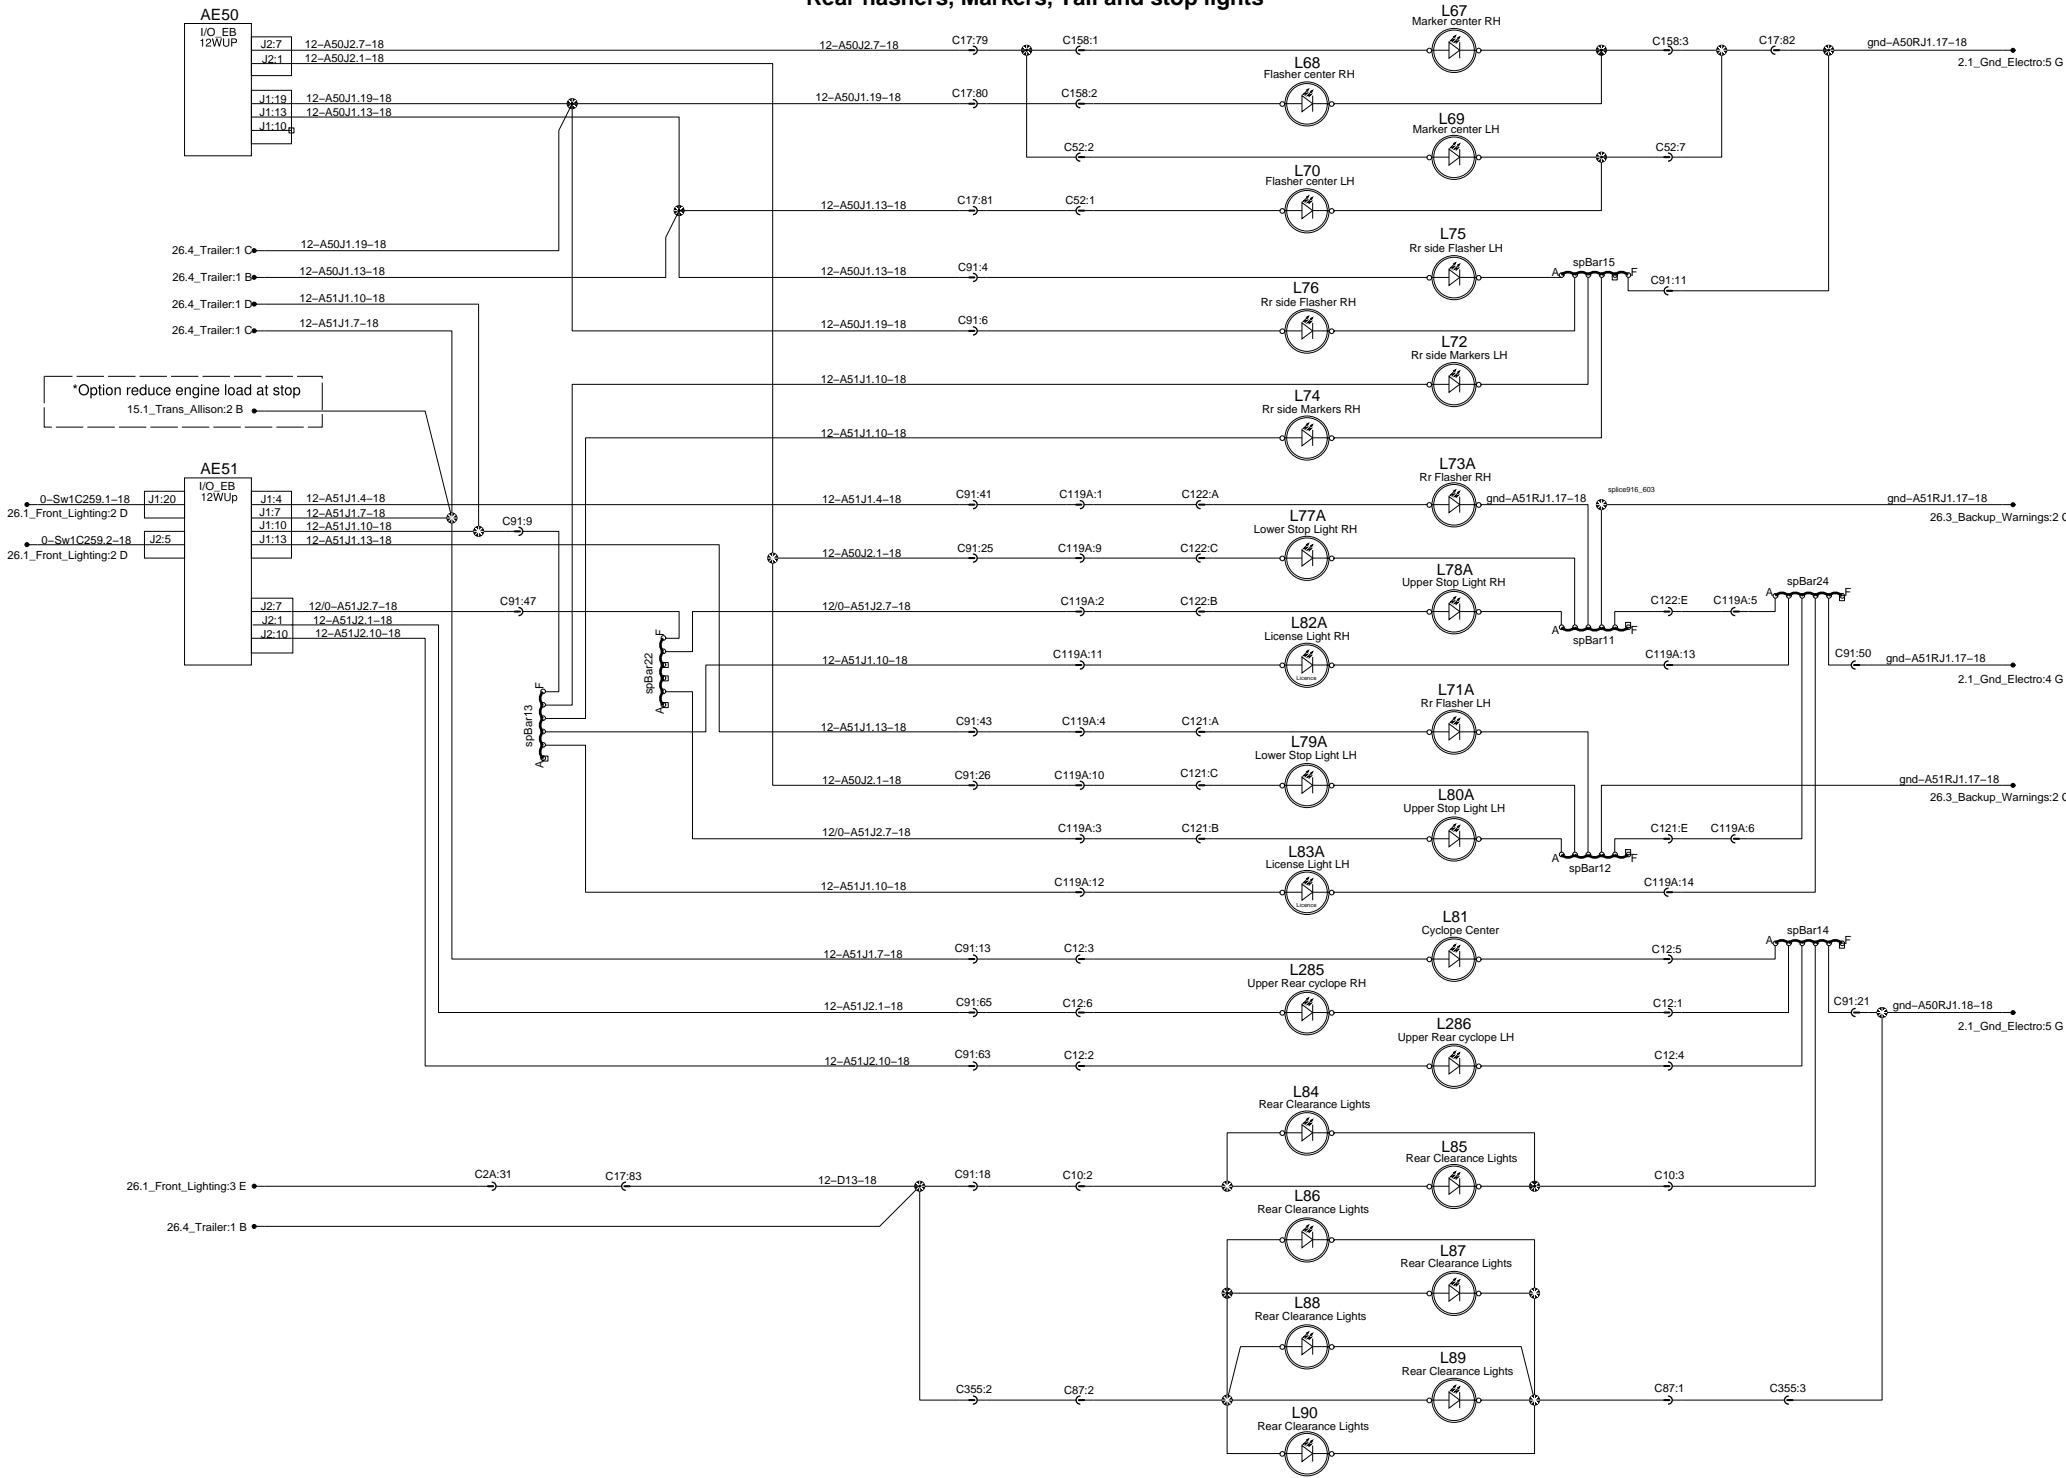 Rear flashers, Markers, Tail and stop lights
AE50
I/O_EB
12WUP
J2:7
12-A50J2.7-18
J2:1
12-A50J2.1-18
J1:19
12-A50J1.19-18
J1:13
12-A50J1.13-18
J1:10
12-A50J2.7-18
C17:79
C158:1
L67
Marker center RH
C158:3
C17:82
gnd-A50RJ1.17-18
2.1_Gnd_Electro:5 G
L68
Flasher center RH
12-A50J1.19-18
C17:80
C158:2
L69
Marker center LH
C52:2
C52:7
L70
Flasher center LH
12-A50J1.13-18
C17:81
C52:1
26.4_Trailer:1 C
12-A50J1.19-18
26.4_Trailer:1 B
12-A50J1.13-18
26.4_Trailer:1 D
12-A51J1.10-18
26.4_Trailer:1 C
12-A51J1.7-18
L75
Rr side Flasher LH
12-A50J1.13-18
C91:4
A
spBar15
F
C91:11
L76
Rr side Flasher RH
12-A50J1.19-18
C91:6
L72
Rr side Markers LH
12-A51J1.10-18
L74
Rr side Markers RH
12-A51J1.10-18
*Option reduce engine load at stop
15.1_Trans_Allison:2 B
AE51
I/O_EB
12WUp
0-Sw1C259.1-18
J1:20
26.1_Front_Lighting:2 D
0-Sw1C259.2-18
J2:5
26.1_Front_Lighting:2 D
J1:4
12-A51J1.4-18
J1:7
12-A51J1.7-18
J1:10
12-A51J1.10-18
J1:13
12-A51J1.13-18
C91:9
J2:7
12/0-A51J2.7-18
C91:47
J2:1
12-A51J2.1-18
J2:10
12-A51J2.10-18
F
spBar22
A
F
spBar13
A
12-A51J1.4-18
C91:41
C119A:1
C122:A
L73A
Rr Flasher RH
gnd-A51RJ1.17-18
splice916_603
gnd-A51RJ1.17-18
26.3_Backup_Warnings:2
L77A
Lower Stop Light RH
12-A50J2.1-18
C91:25
C119A:9
C122:C
L78A
Upper Stop Light RH
12/0-A51J2.7-18
C119A:2
C122:B
A
spBar11
F
C122:E
C119A:5
A
spBar24
F
L82A
License Light RH
Licence
12-A51J1.10-18
C119A:11
C119A:13
C91:50
gnd-A51RJ1.17-18
2.1_Gnd_Electro:4 G
L71A
Rr Flasher LH
12-A51J1.13-18
C91:43
C119A:4
C121:A
L79A
Lower Stop Light LH
12-A50J2.1-18
C91:26
C119A:10
C121:C
gnd-A51RJ1.17-18
26.3_Backup_Warnings:2
L80A
Upper Stop Light LH
12/0-A51J2.7-18
C119A:3
C121:B
A
spBar12
F
C121:E
C119A:6
L83A
License Light LH
Licence
12-A51J1.10-18
C119A:12
C119A:14
L81
Cyclope Center
12-A51J1.7-18
C91:13
C12:3
C12:5
A
spBar14
F
L285
Upper Rear cyclope RH
12-A51J2.1-18
C91:65
C12:6
C12:1
C91:21
gnd-A50RJ1.18-18
2.1_Gnd_Electro:5 G
L286
Upper Rear cyclope LH
12-A51J2.10-18
C91:63
C12:2
C12:4
L84
Rear Clearance Lights
L85
Rear Clearance Lights
26.1_Front_Lighting:3 E
C2A:31
C17:83
12-D13-18
C91:18
C10:2
C10:3
26.4_Trailer:1 B
L86
Rear Clearance Lights
L87
Rear Clearance Lights
L88
Rear Clearance Lights
L89
Rear Clearance Lights
C355:2
C87:2
C87:1
C355:3
L90
Rear Clearance Lights